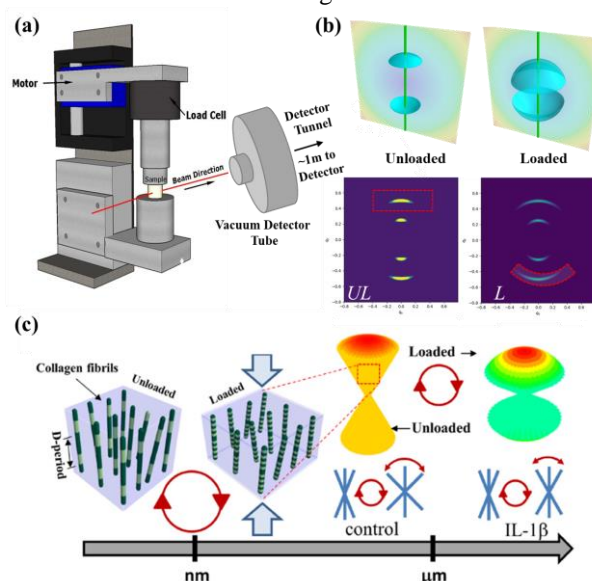 (a)
Motor
Load Cell
Sample
Beam Direction
Detector
Tunnel
~1m to
Detector
Vacuum Detector
Tube
(b)
Unloaded
Loaded
UL
L
(c)
Collagen fibrils
Unloaded
D-period
Loaded
Loaded
Unloaded
control
IL-1β
nm
μm